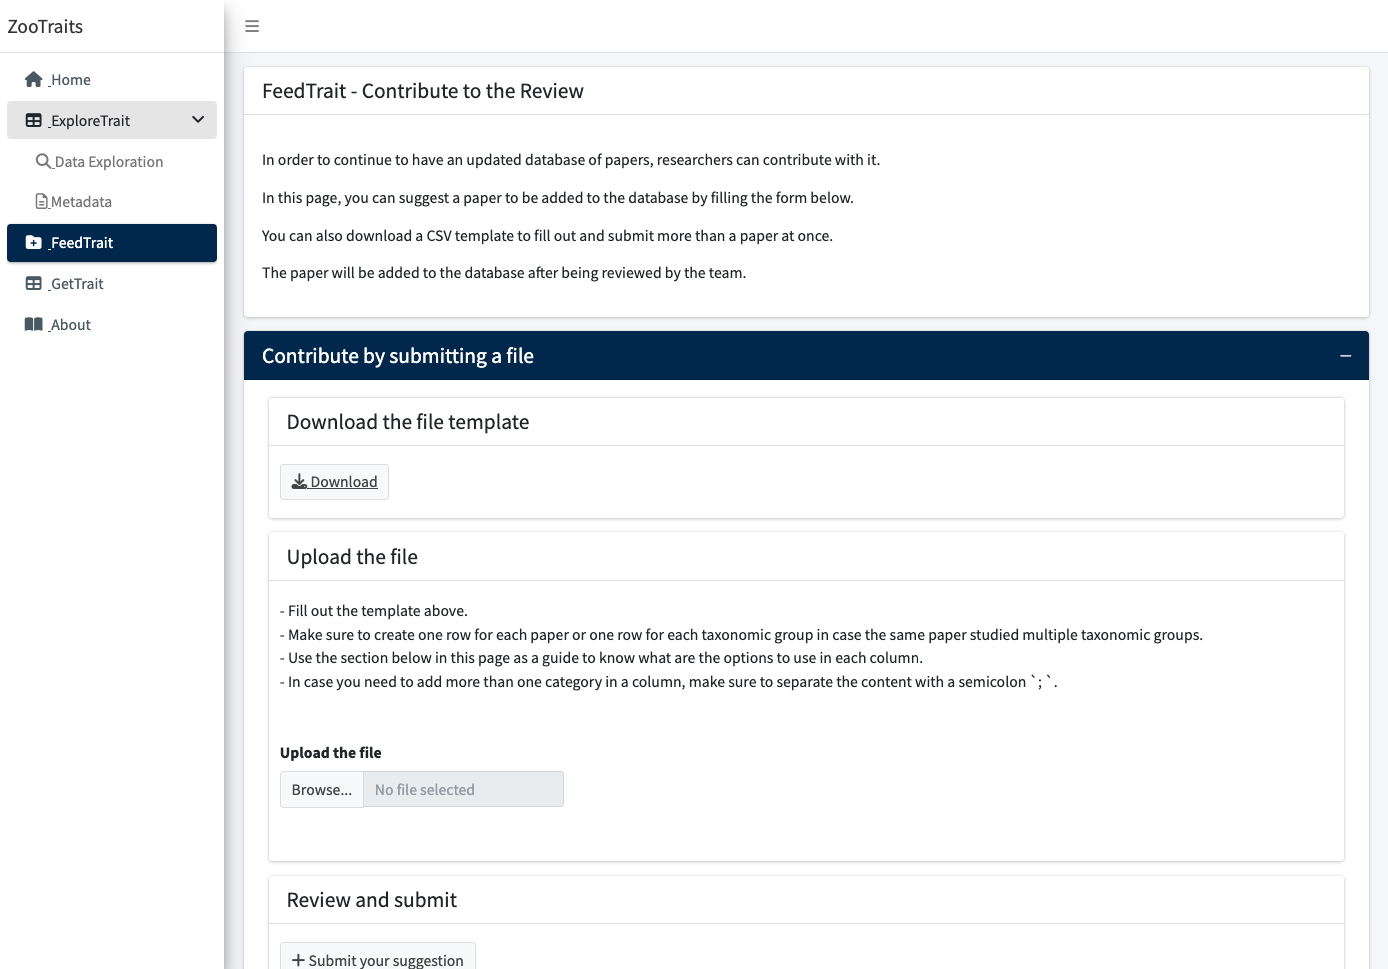 ZooTraits
Home
ExploreTrait
Data Exploration
Metadata
FeedTrait
GetTrait
About
FeedTrait - Contribute to the Review
In order to continue to have an updated database of papers, researchers can contribute with it.
In this page, you can suggest a paper to be added to the database by filling the form below.
You can also download a CSV template to fill out and submit more than a paper at once.
The paper will be added to the database after being reviewed by the team.
Contribute by submitting a file
Download the file template
Download
Upload the file
- Fill out the template above.
- Make sure to create one row for each paper or one row for each taxonomic group in case the same paper studied multiple taxonomic groups.
- Use the section below in this page as a guide to know what are the options to use in each column.
- In case you need to add more than one category in a column, make sure to separate the content with a semicolon `; `.
Upload the file
Browse... No file selected
Review and submit
Submit your suggestion